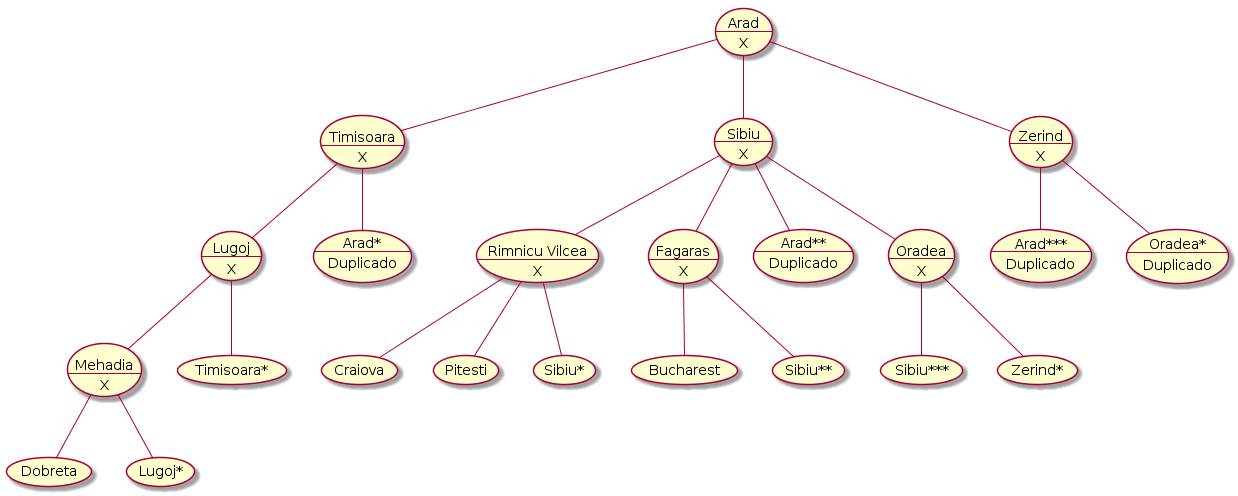 Arad
X
Timisoara
X
Sibiu
X
Zerind
X
Lugoj
X
Arad*
Duplicado
Rimnicu Vilcea
X
Fagaras
X
Arad**
Duplicado
Oradea
X
Arad***
Duplicado
Oradea*
Duplicado
Mehadia
X
Timisoara*
Craiova
Pitesti
Sibiu*
Bucharest
Sibiu**
Sibiu***
Zerind*
Dobreta
Lugoj*